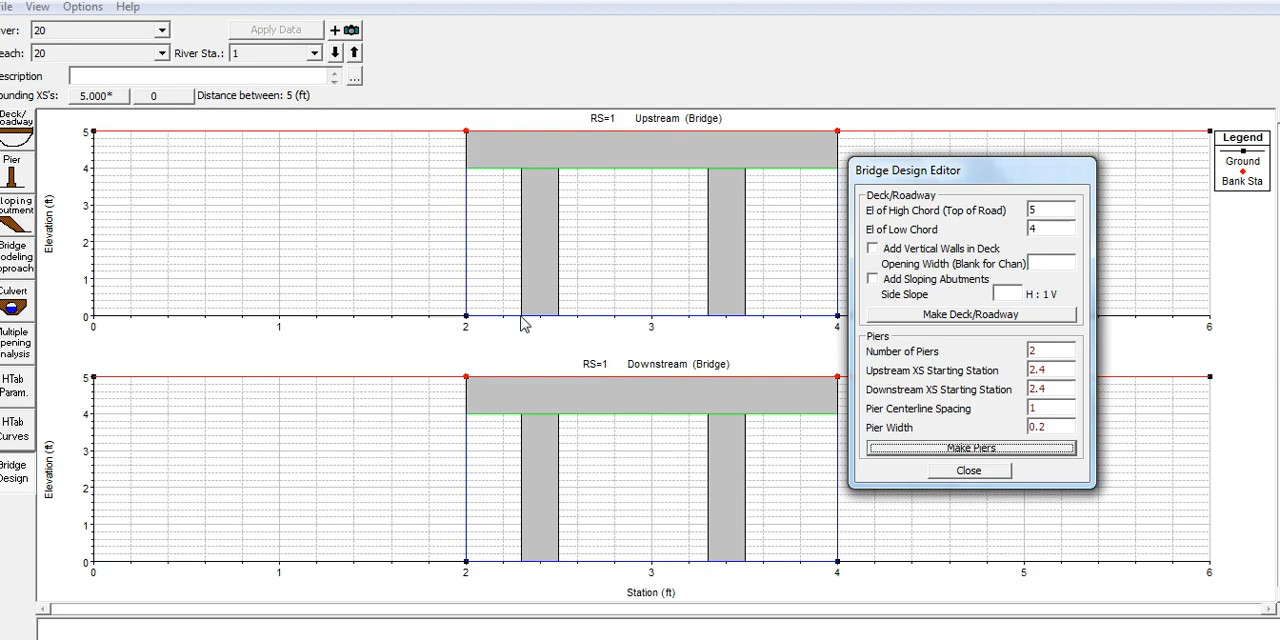 ile View Options Help
ver: 20 Apply Data +
each: 20 River Sta.: 1
escription ...
ounding XS's: 5.000* 0 Distance between: 5 (ft)
Deck/
oadway
Pier
loping
butment
Bridge
odeling
pproach
Culvert
ultiple
pening
nalysis
HTab
Param.
HTab
Curves
Bridge
Design
RS=1 Upstream (Bridge)
Elevation (ft)
5
4
3
2
1
0
0 1 2 3 4 5 6
Legend
Ground
Bank Sta
RS=1 Downstream (Bridge)
Elevation (ft)
5
4
3
2
1
0
0 1 2 3 4 5 6
Station (ft)
Bridge Design Editor
Deck/Roadway
El of High Chord (Top of Road) 5
El of Low Chord 4
Add Vertical Walls in Deck
Opening Width (Blank for Chan)
Add Sloping Abutments
Side Slope H : 1 V
Make Deck/Roadway
Piers
Number of Piers 2
Upstream XS Starting Station 2.4
Downstream XS Starting Station 2.4
Pier Centerline Spacing 1
Pier Width 0.2
Make Piers
Close